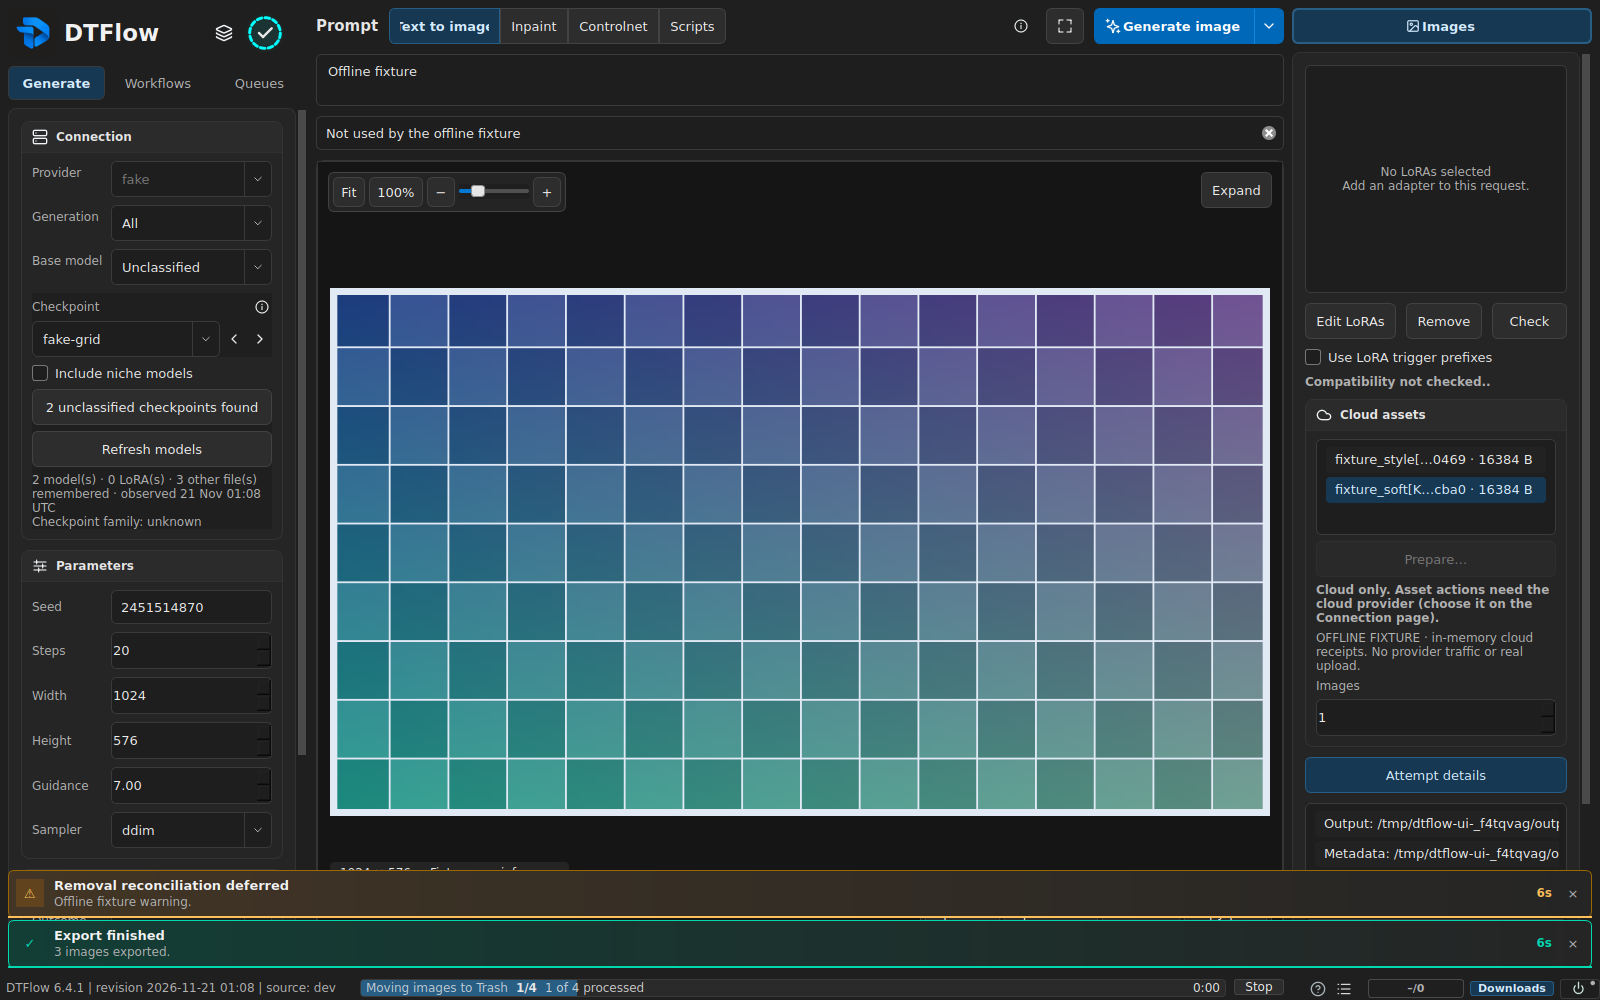 DTFlow
Generate
Workflows
Queues
Connection
Provider
fake
Generation
All
Base model
Unclassified
Checkpoint
fake-grid
Include niche models
2 unclassified checkpoints found
Refresh models
2 model(s) · 0 LoRA(s) · 3 other file(s)
remembered · observed 21 Nov 01:08
UTC
Checkpoint family: unknown
Parameters
Seed
2451514870
Steps
20
Width
1024
Height
576
Guidance
7.00
Sampler
ddim
Prompt
Text to image
Inpaint
Controlnet
Scripts
Generate image
Offline fixture
Not used by the offline fixture
Fit
100%
−
+
Expand
Images
No LoRAs selected
Add an adapter to this request.
Edit LoRAs
Remove
Check
Use LoRA trigger prefixes
Compatibility not checked..
Cloud assets
fixture_style[...0469 · 16384 B
fixture_soft[K...cba0 · 16384 B
Prepare...
Cloud only. Asset actions need the
cloud provider (choose it on the
Connection page).
OFFLINE FIXTURE · in-memory cloud
receipts. No provider traffic or real
upload.
Images
1
Attempt details
Output: /tmp/dtflow-ui-_f4tqvag/outp
Metadata: /tmp/dtflow-ui-_f4tqvag/o
Removal reconciliation deferred
Offline fixture warning.
6s
Export finished
3 images exported.
6s
DTFlow 6.4.1 | revision 2026-11-21 01:08 | source: dev
Moving images to Trash 1/4 1 of 4 processed
0:00
Stop
–/0
Downloads